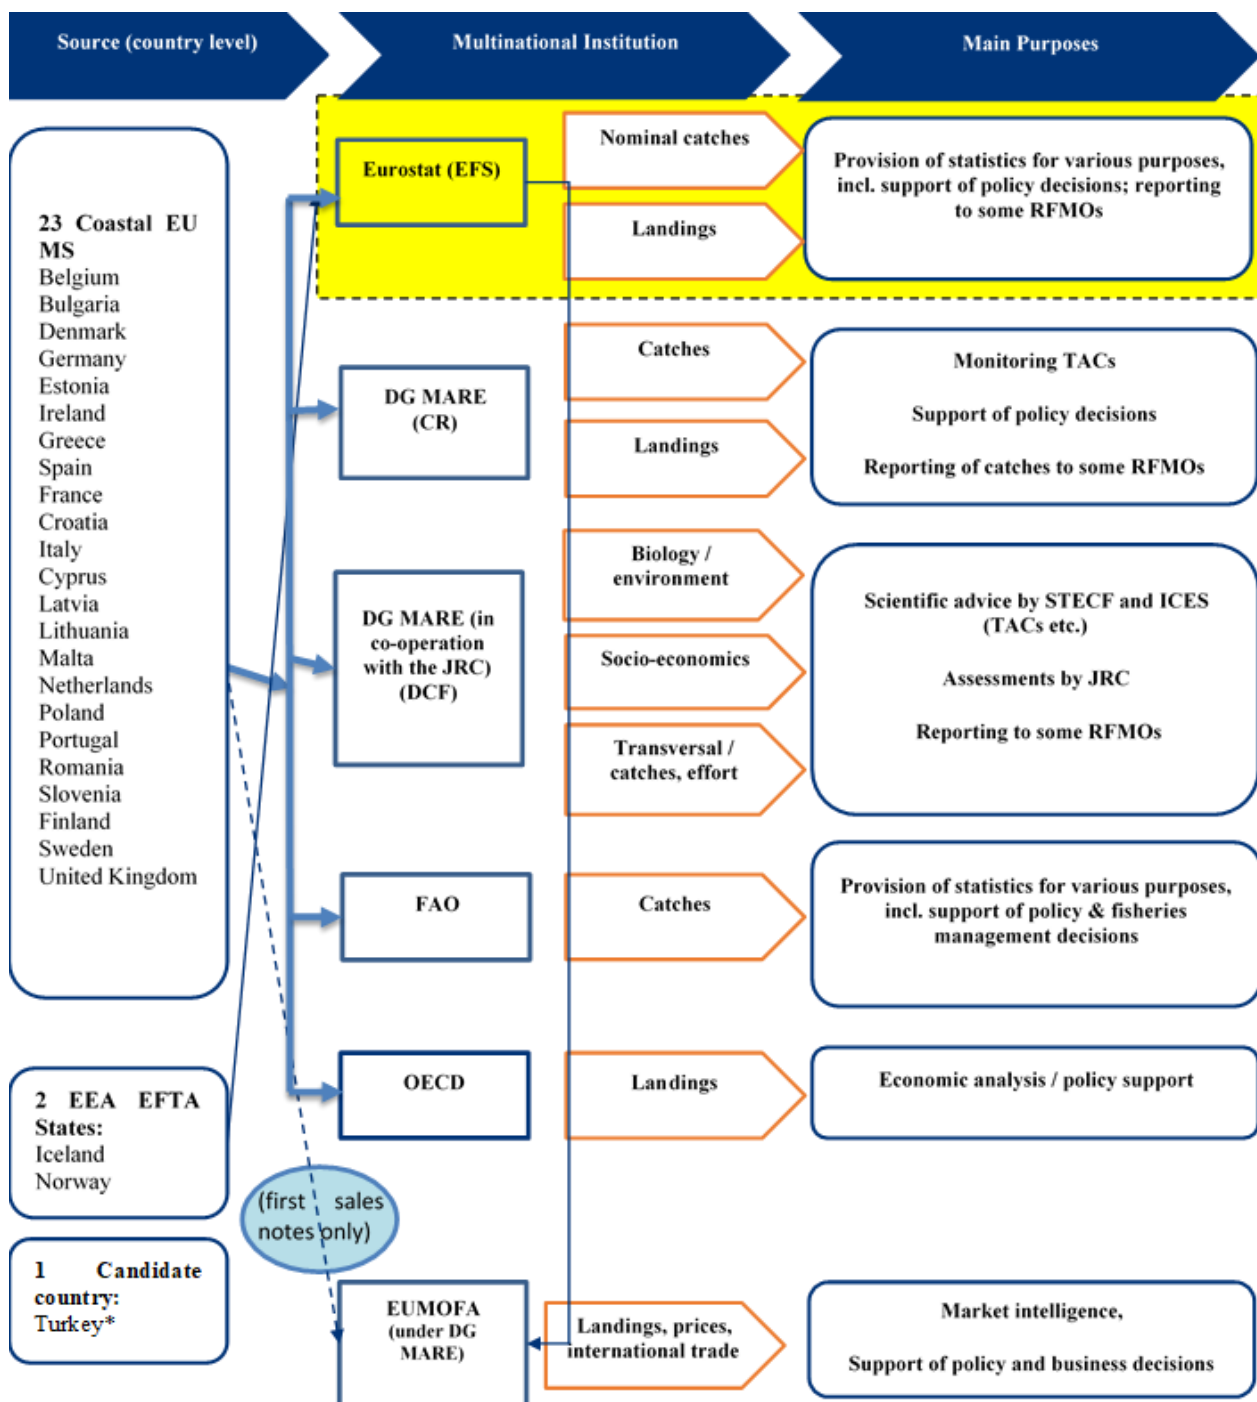 Source (country level)
Multinational Institution
Main Purposes
23 Coastal EU
MS
Belgium
Bulgaria
Denmark
Germany
Estonia
Ireland
Greece
Spain
France
Croatia
Italy
Cyprus
Latvia
Lithuania
Malta
Netherlands
Poland
Portugal
Romania
Slovenia
Finland
Sweden
United Kingdom
2 EEA EFTA
States:
Iceland
Norway
1 Candidate
country:
Turkey*
(first sales
notes only)
Eurostat (EFS)
Nominal catches
Landings
Provision of statistics for various purposes,
incl. support of policy decisions; reporting
to some RFMOs
DG MARE
(CR)
Catches
Landings
Monitoring TACs
Support of policy decisions
Reporting of catches to some RFMOs
DG MARE (in
co-operation
with the JRC)
(DCF)
Biology /
environment
Socio-economics
Transversal /
catches, effort
Scientific advice by STECF and ICES
(TACs etc.)
Assessments by JRC
Reporting to some RFMOs
FAO
Catches
Provision of statistics for various purposes,
incl. support of policy & fisheries
management decisions
OECD
Landings
Economic analysis / policy support
EUMOFA
(under DG
MARE)
Landings, prices,
international trade
Market intelligence,
Support of policy and business decisions